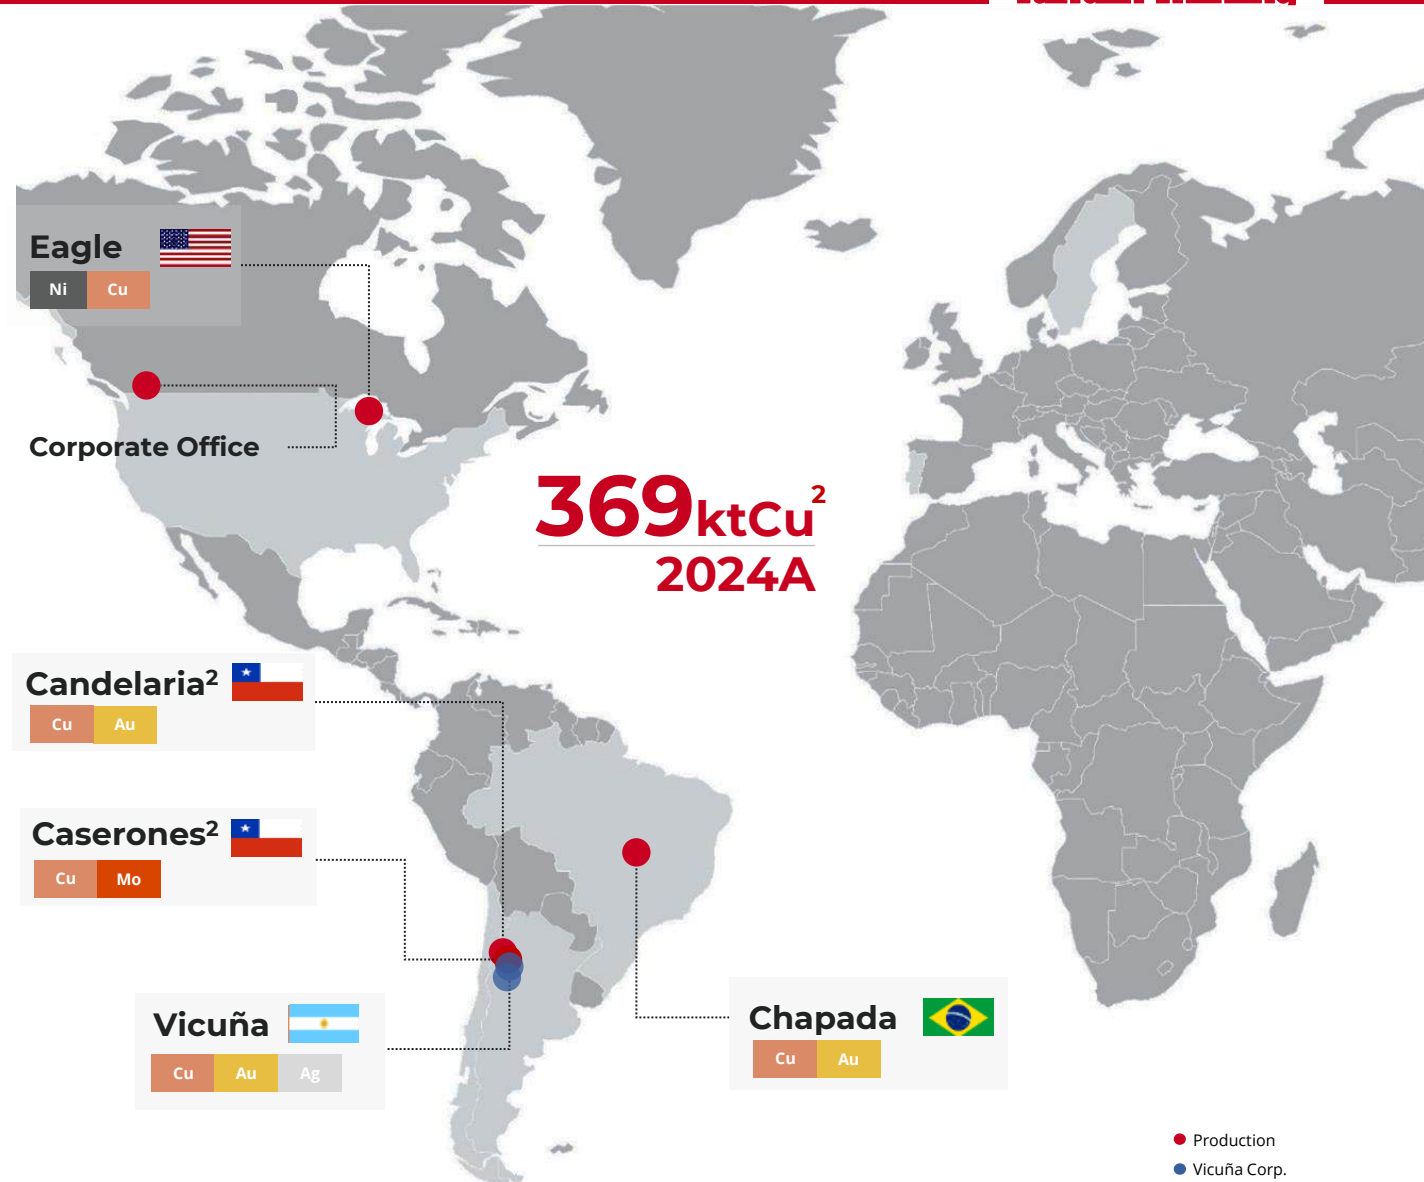 Eagle
Ni Cu
Corporate Office
369ktCu²
2024A
Candelaria²
Cu Au
Caserones²
Cu Mo
Vicuña
Cu Au Ag
Chapada
Cu Au
Production
Vicuña Corp.